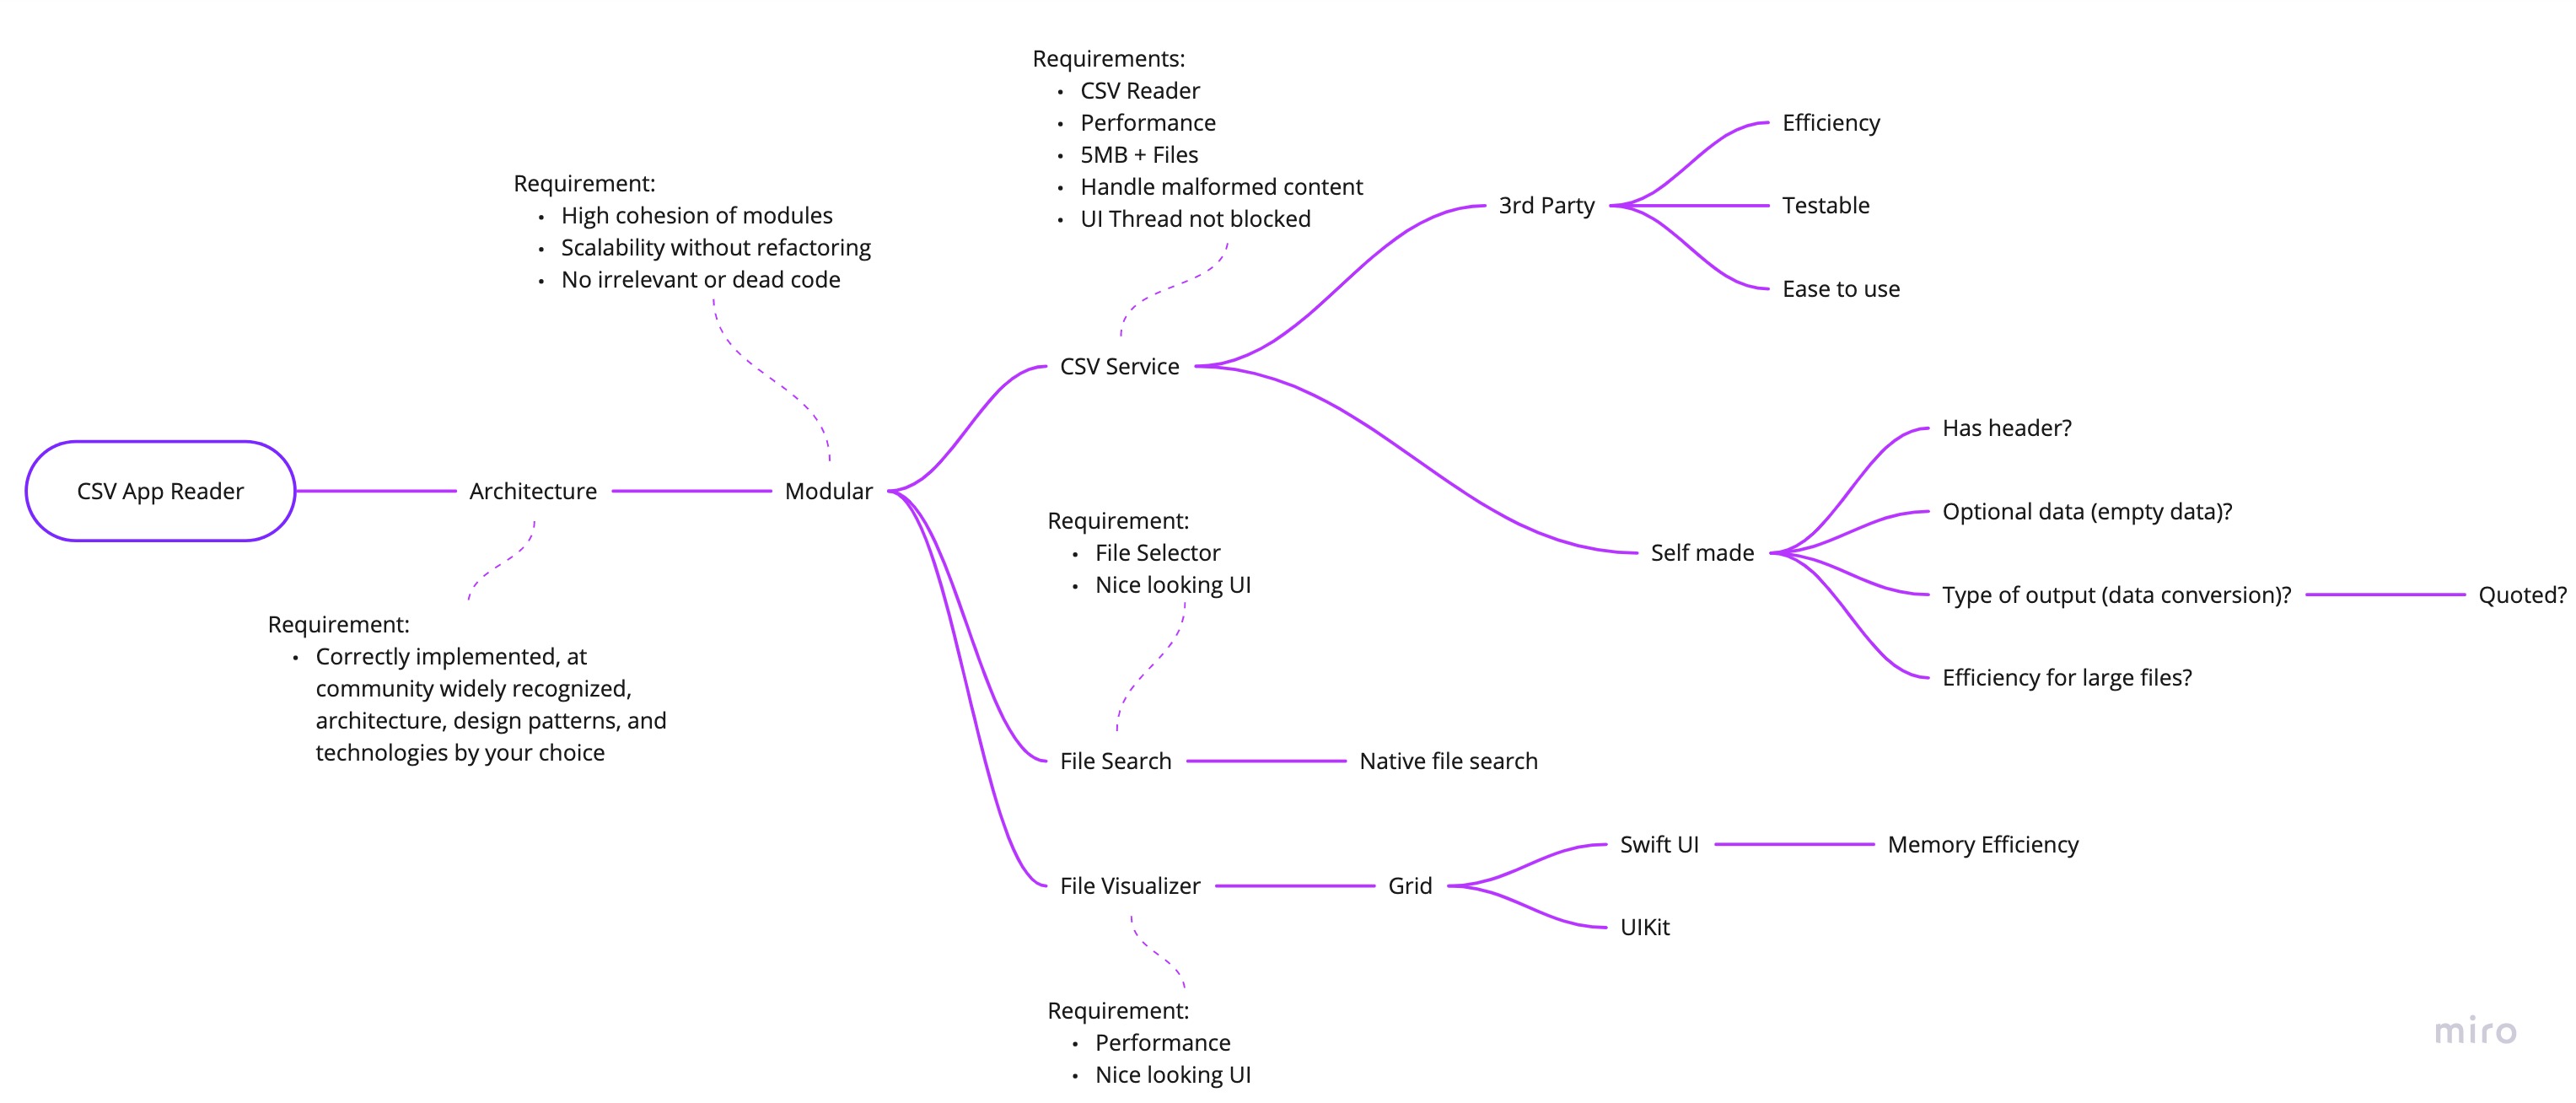 Requirements:
• CSV Reader
• Performance
• 5MB + Files
• Handle malformed content
• UI Thread not blocked
Requirement:
• High cohesion of modules
• Scalability without refactoring
• No irrelevant or dead code
CSV App Reader
Architecture
Modular
Requirement:
• Correctly implemented, at
community widely recognized,
architecture, design patterns, and
technologies by your choice
CSV Service
3rd Party
Efficiency
Testable
Ease to use
Self made
Has header?
Optional data (empty data)?
Type of output (data conversion)?
Quoted?
Efficiency for large files?
Requirement:
• File Selector
• Nice looking UI
File Search
Native file search
File Visualizer
Grid
Swift UI
Memory Efficiency
UIKit
Requirement:
• Performance
• Nice looking UI
miro